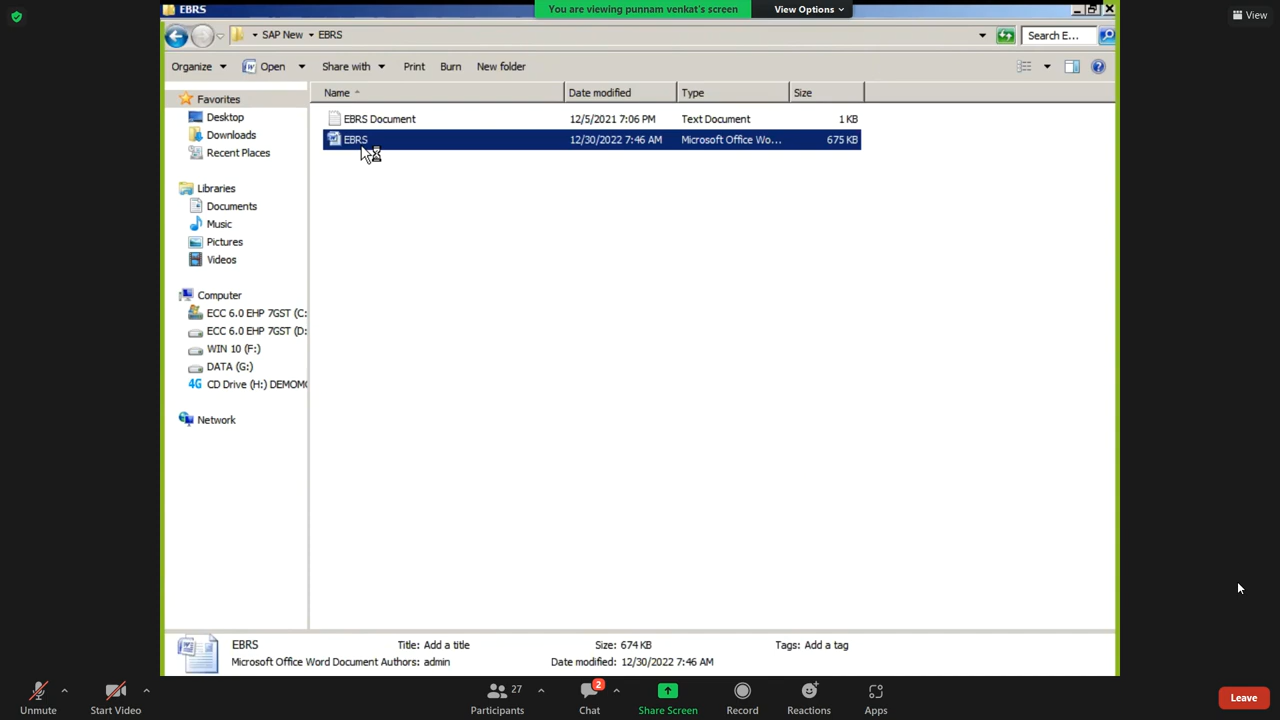 EBRS
You are viewing punnam venkat's screen
View Options
View
SAP New EBRS
Search E...
Organize
Open
Share with
Print
Burn
New folder
Name
Date modified
Type
Size
Favorites
Desktop
Downloads
Recent Places
Libraries
Documents
Music
Pictures
Videos
Computer
ECC 6.0 EHP 7GST (C:
ECC 6.0 EHP 7GST (D:
WIN 10 (F:)
DATA (G:)
4G CD Drive (H:) DEMOMO
Network
EBRS Document 12/5/2021 7:06 PM Text Document 1 KB
EBRS 12/30/2022 7:46 AM Microsoft Office Wo... 675 KB
EBRS Title: Add a title Size: 674 KB Tags: Add a tag
Microsoft Office Word Document Authors: admin Date modified: 12/30/2022 7:46 AM
Unmute
Start Video
27
Participants
2
Chat
Share Screen
Record
Reactions
Apps
Leave